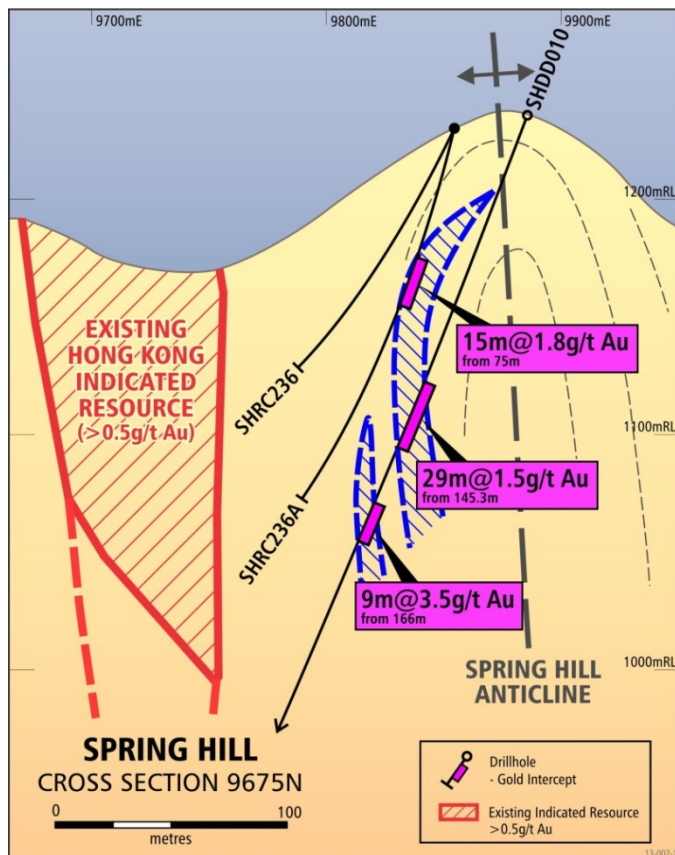 9700mE
9800mE
9900mE
SHDD010
1200mRL
EXISTING
HONG KONG
INDICATED
RESOURCE
(>0.5g/t Au)
15m@1.8g/t Au
from 75m
SHRC236
1100mRL
29m@1.5g/t Au
from 145.3m
SHRC236A
9m@3.5g/t Au
from 166m
1000mRL
SPRING HILL
ANTICLINE
SPRING HILL
CROSS SECTION 9675N
0
100
metres
Drillhole
- Gold Intercept
Existing Indicated Resource
>0.5g/t Au